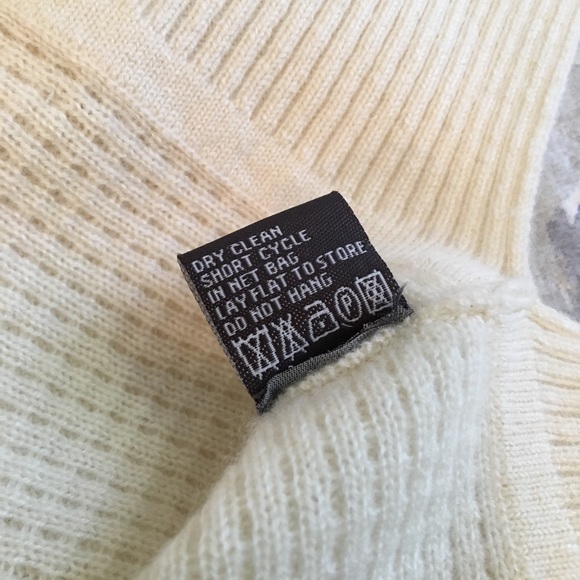 DRY CLEAN
SHORT CYCLE
IN NET BAG
LAY FLAT TO STORE
DO NOT HANG
P